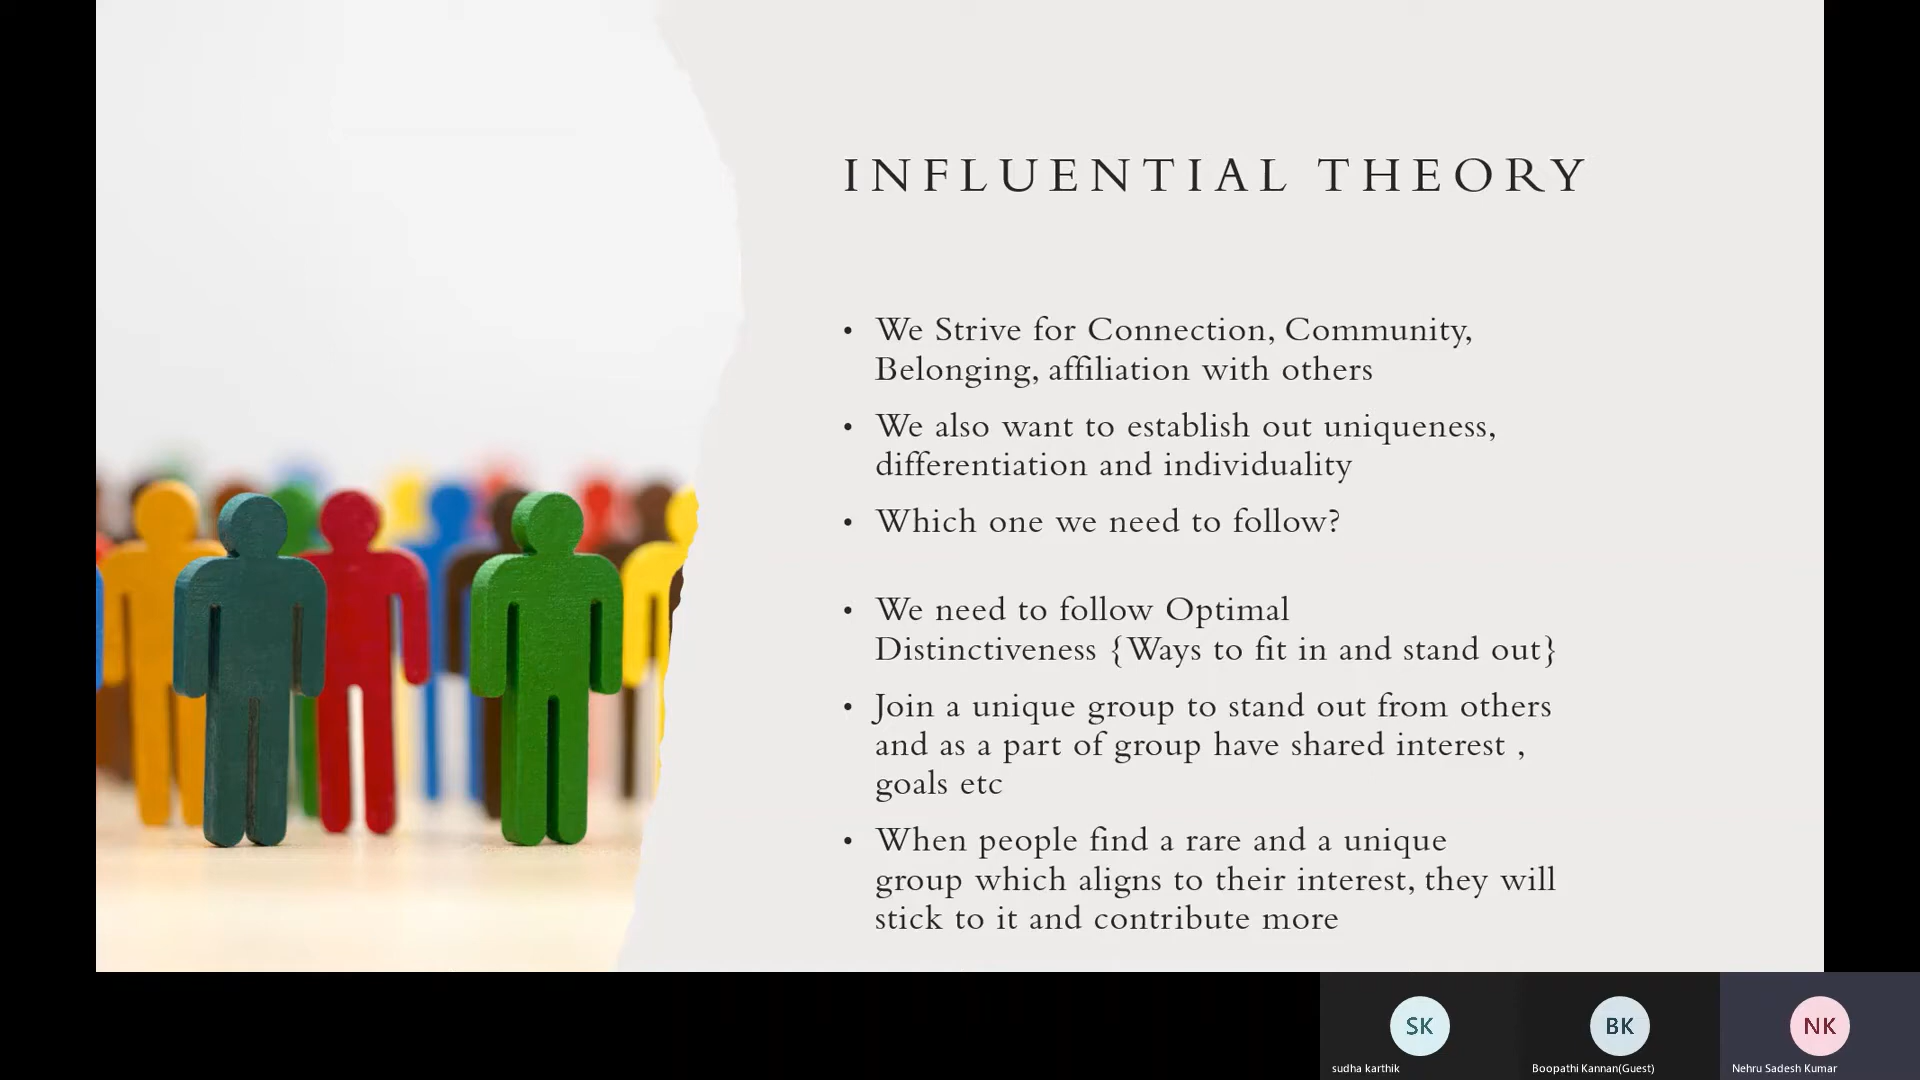 INFLUENTIAL THEORY
• We Strive for Connection, Community,
Belonging, affiliation with others
• We also want to establish out uniqueness,
differentiation and individuality
• Which one we need to follow?
• We need to follow Optimal
Distinctiveness {Ways to fit in and stand out}
• Join a unique group to stand out from others
and as a part of group have shared interest ,
goals etc
• When people find a rare and a unique
group which aligns to their interest, they will
stick to it and contribute more
SK
BK
NK
sudha karthik
Boopathi Kannan(Guest)
Nehru Sadesh Kumar